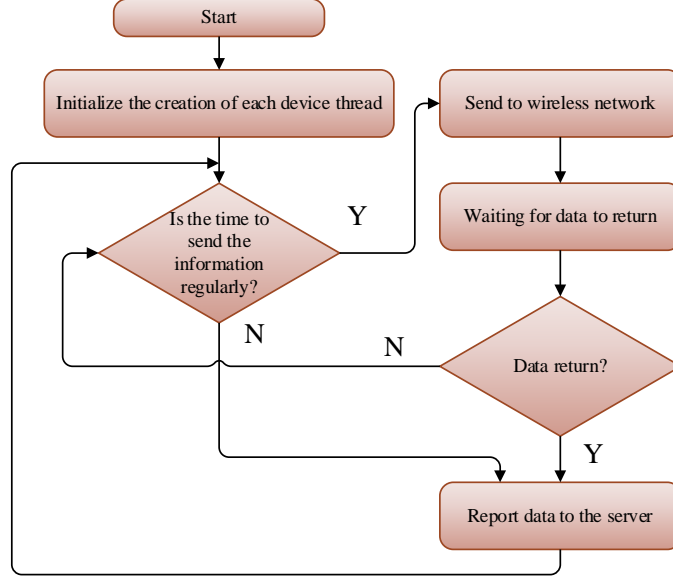 Start
Initialize the creation of each device thread
Is the time to
send the
information
regularly?
Y
N
Send to wireless network
Waiting for data to return
Data return?
N
Y
Report data to the server